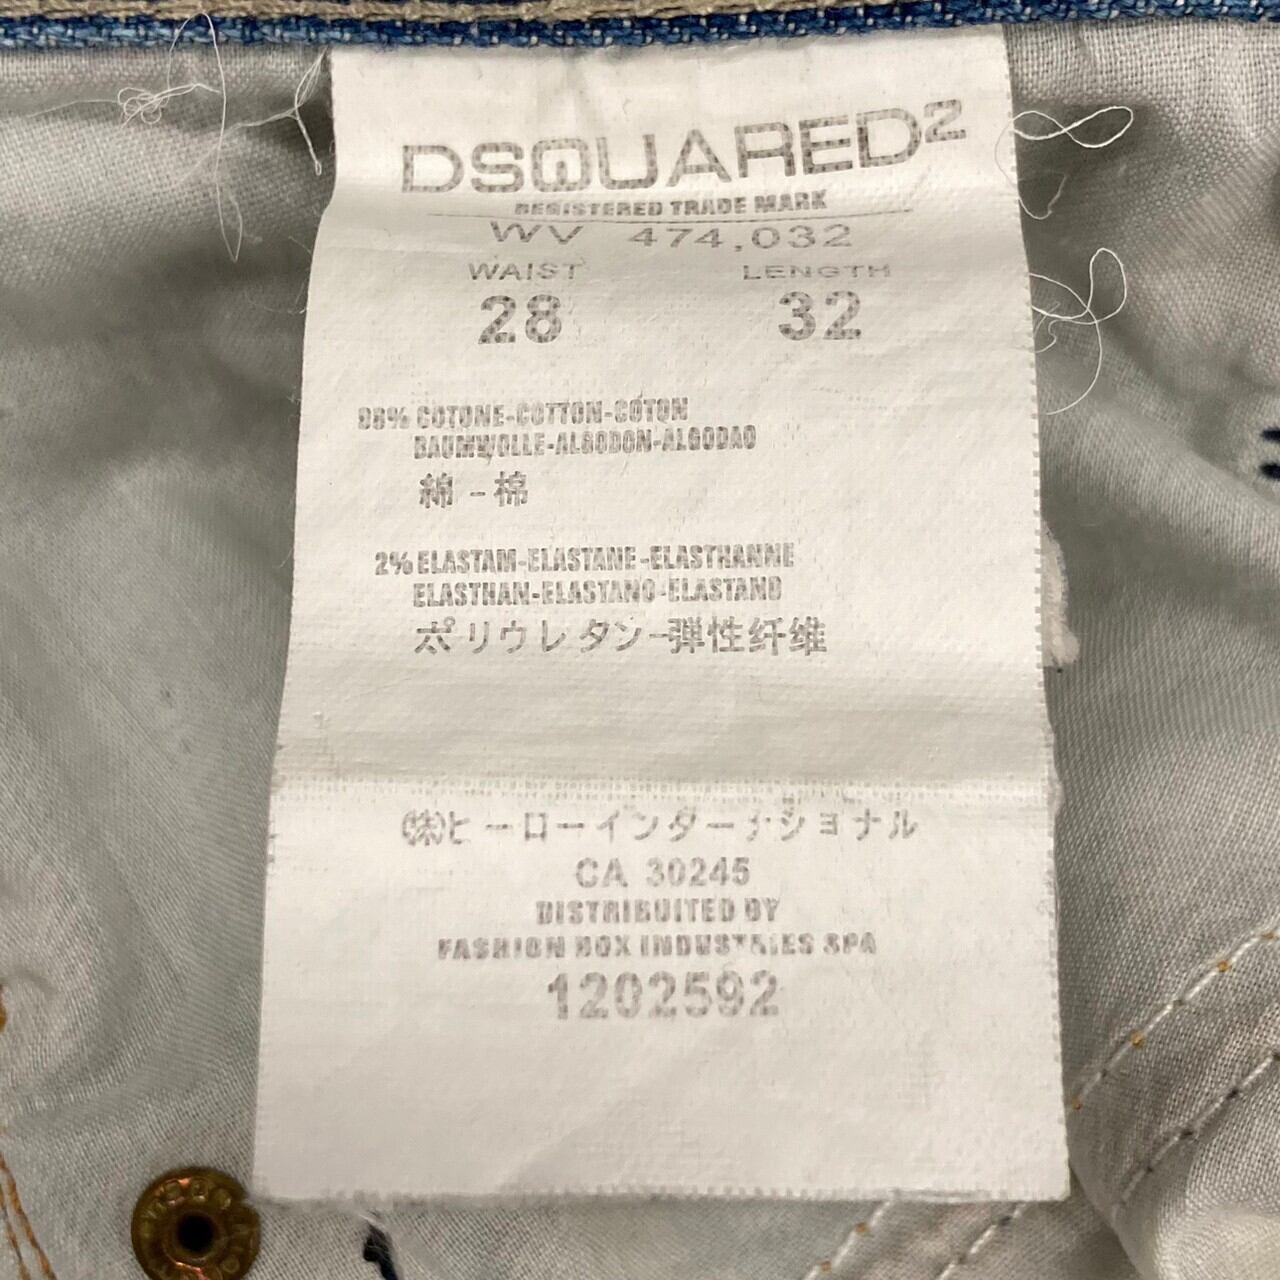 DSQUARED2
REGISTERED TRADE MARK
WV 474,032
WAIST LENGTH
28 32
98% COTONE-COTTON-COTON
BAUMWOLLE-ALGODON-ALGODAO
綿 - 棉
2% ELASTAM-ELASTANE-ELASTHANNE
ELASTHAN-ELASTANO-ELASTANO
ポリウレタン-弾性纤维
㈱ヒーローインターナショナル
CA 30245
DISTRIBUITED BY
FASHION BOX INDUSTRIES SPA
1202592